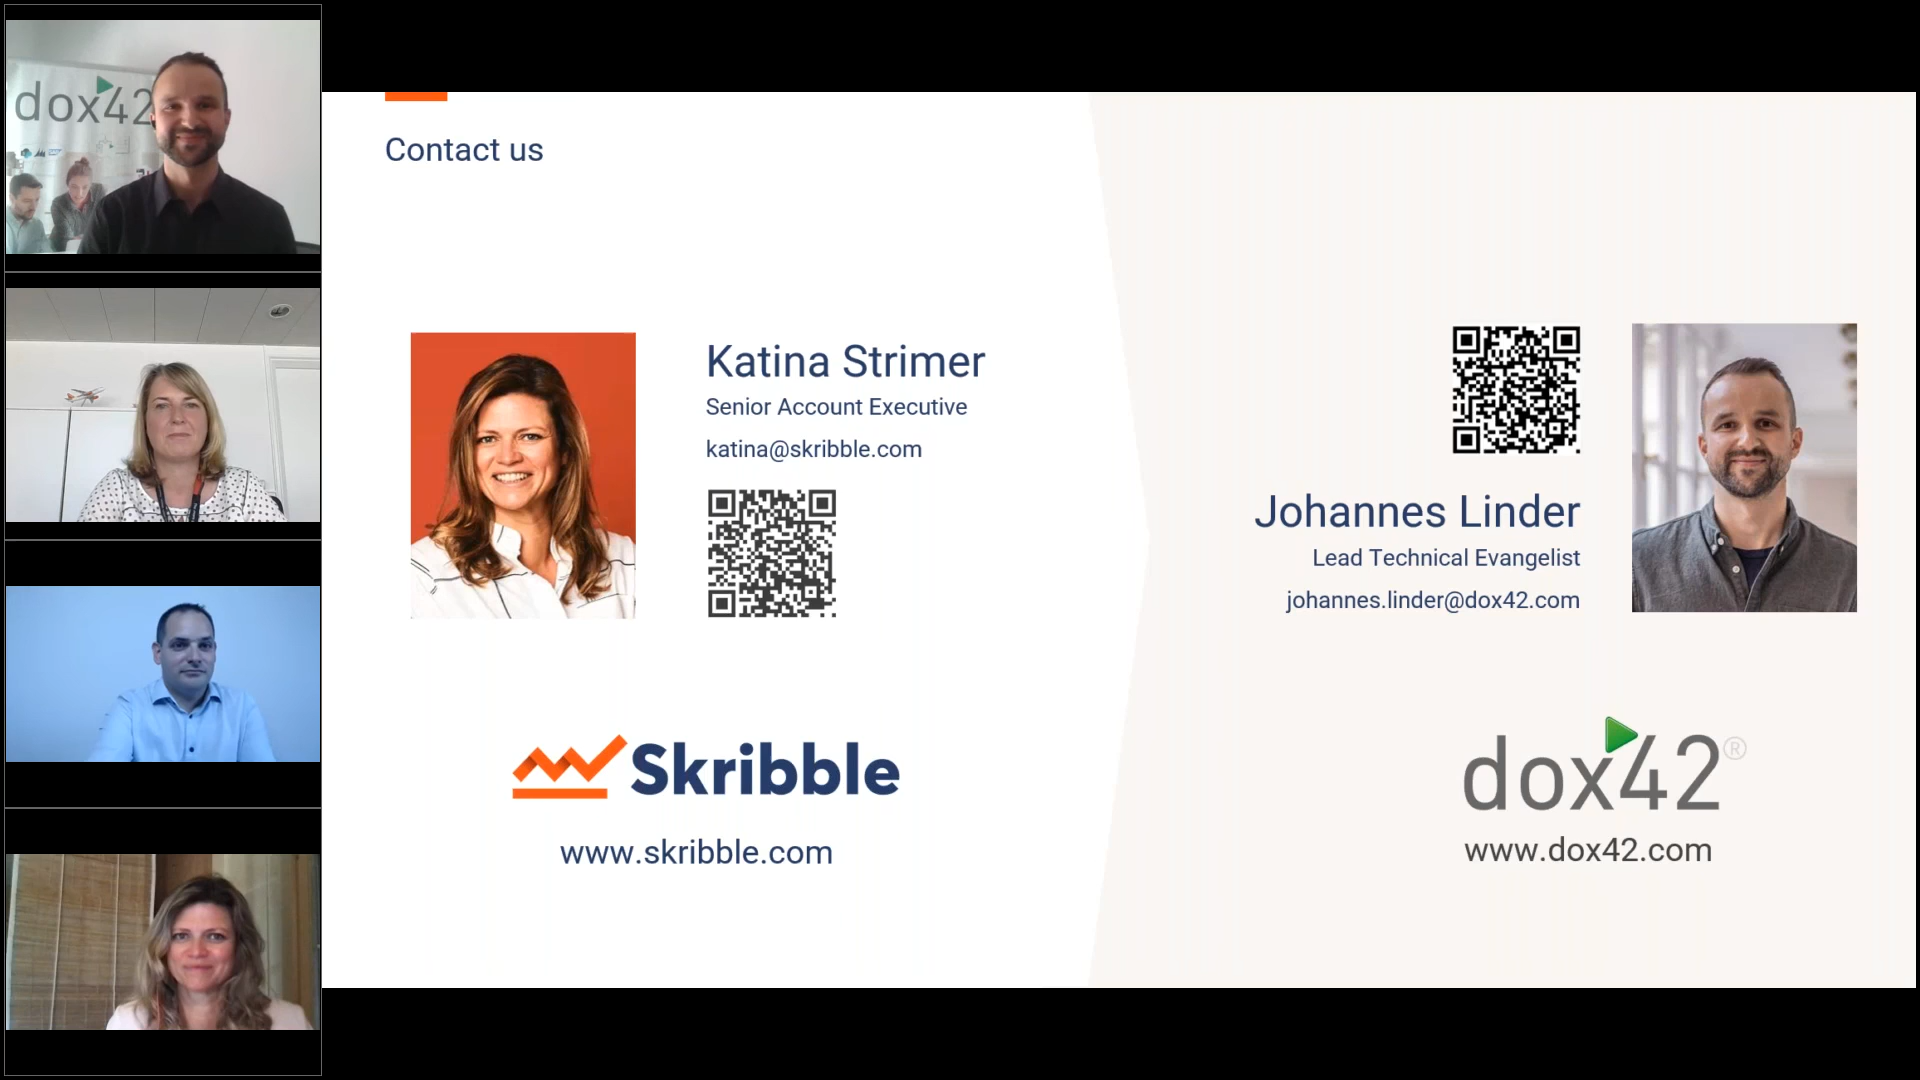 dox42
SAP
Contact us
Katina Strimer
Senior Account Executive
katina@skribble.com
Johannes Linder
Lead Technical Evangelist
johannes.linder@dox42.com
Skribble
www.skribble.com
dox42®
www.dox42.com